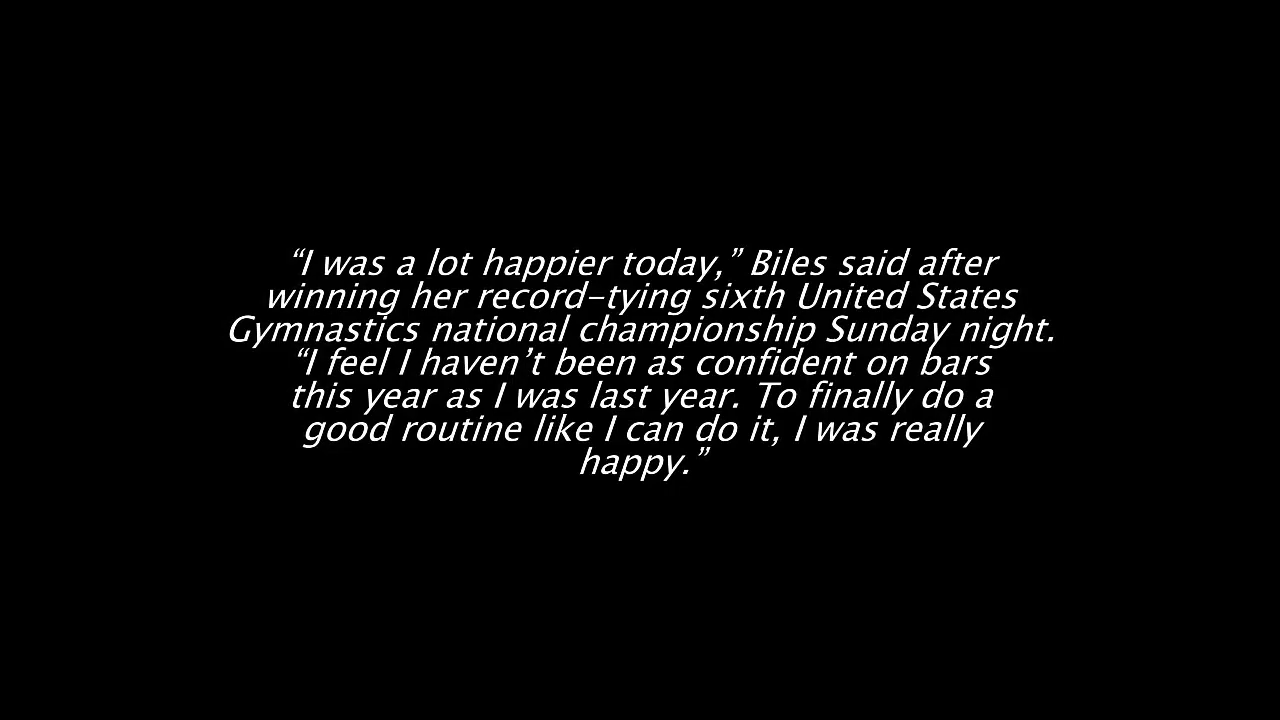 “I was a lot happier today,” Biles said after
winning her record-tying sixth United States
Gymnastics national championship Sunday night.
“I feel I haven’t been as confident on bars
this year as I was last year. To finally do a
good routine like I can do it, I was really
happy.”